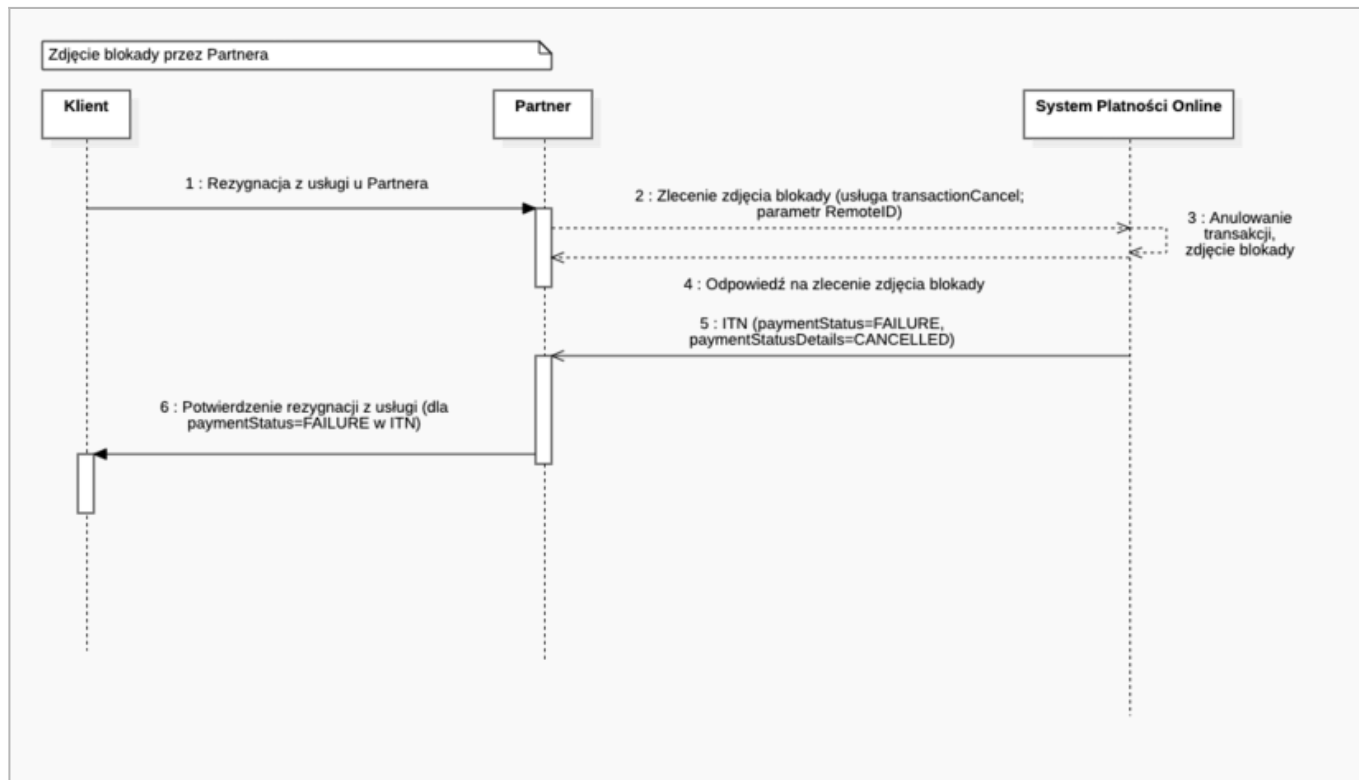 Zdjęcie blokady przez Partnera
Klient
Partner
System Płatności Online
1 : Rezygnacja z usługi u Partnera
2 : Zlecenie zdjęcia blokady (usługa transactionCancel;
parametr RemoteID)
3 : Anulowanie
transakcji,
zdjęcie blokady
4 : Odpowiedź na zlecenie zdjęcia blokady
5 : ITN (paymentStatus=FAILURE,
paymentStatusDetails=CANCELLED)
6 : Potwierdzenie rezygnacji z usługi (dla
paymentStatus=FAILURE w ITN)